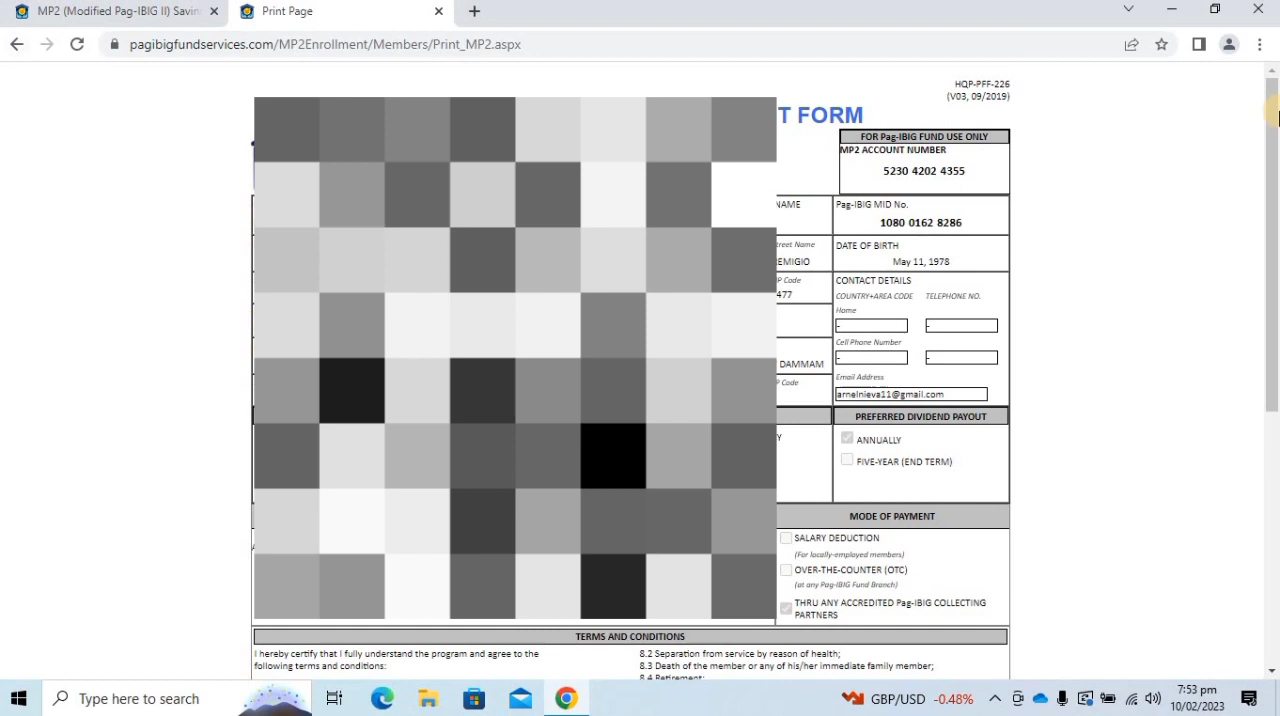 MP2 (Modified Pag-IBIG II) Savin
Print Page
pagibigfundservices.com/MP2Enrollment/Members/Print_MP2.aspx
HQP-PFF-226
(V03, 09/2019)
T FORM
FOR Pag-IBIG FUND USE ONLY
MP2 ACCOUNT NUMBER
5230 4202 4355
NAME
Pag-IBIG MID No.
1080 0162 8286
treet Name
DATE OF BIRTH
EMIGIO
May 11, 1978
P Code
CONTACT DETAILS
477
COUNTRY+AREA CODE TELEPHONE NO.
Home
- -
Cell Phone Number
- -
DAMMAM
P Code
Email Address
arnelnieva11@gmail.com
PREFERRED DIVIDEND PAYOUT
Y
ANNUALLY
FIVE-YEAR (END TERM)
MODE OF PAYMENT
SALARY DEDUCTION
(For locally-employed members)
OVER-THE-COUNTER (OTC)
(at any Pag-IBIG Fund Branch)
THRU ANY ACCREDITED Pag-IBIG COLLECTING
PARTNERS
TERMS AND CONDITIONS
I hereby certify that I fully understand the program and agree to the
following terms and conditions:
8.2 Separation from service by reason of health;
8.3 Death of the member or any of his/her immediate family member;
8.4 Retirement;
Type here to search
GBP/USD -0.48%
7:53 pm
10/02/2023